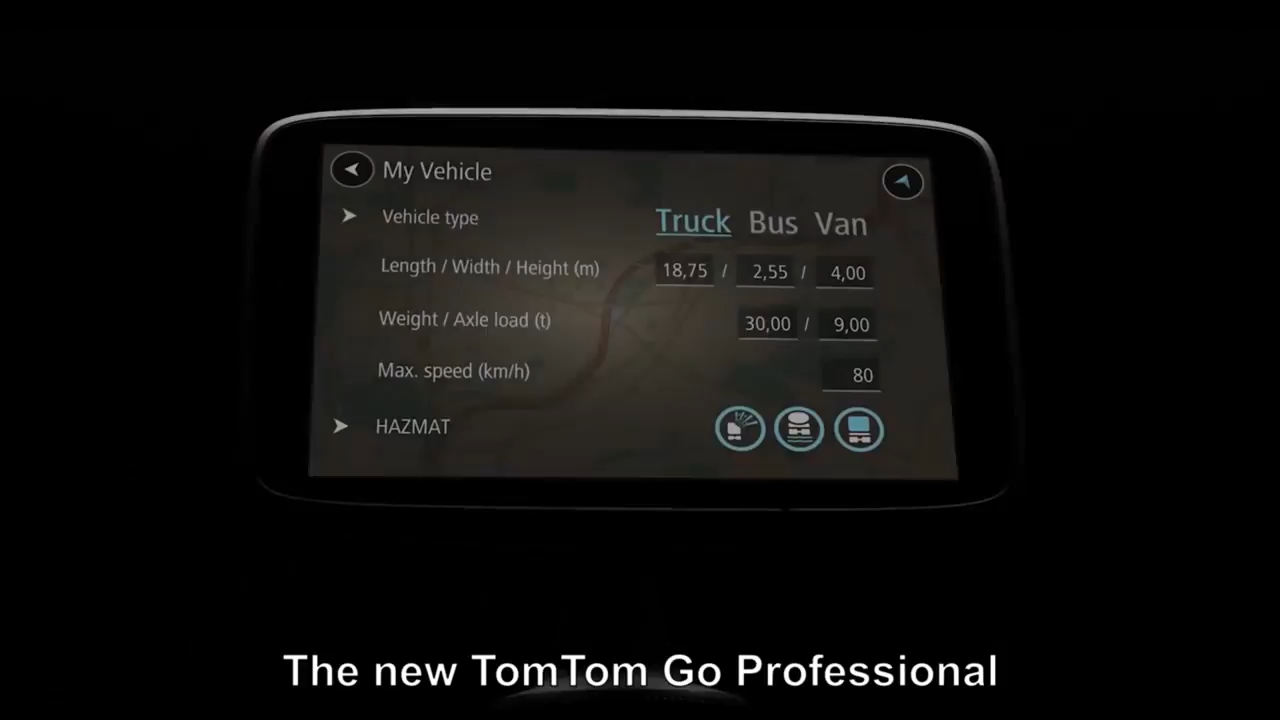 My Vehicle
Vehicle type Truck Bus Van
Length / Width / Height (m) 18,75 / 2,55 / 4,00
Weight / Axle load (t) 30,00 / 9,00
Max. speed (km/h) 80
HAZMAT
The new TomTom Go Professional